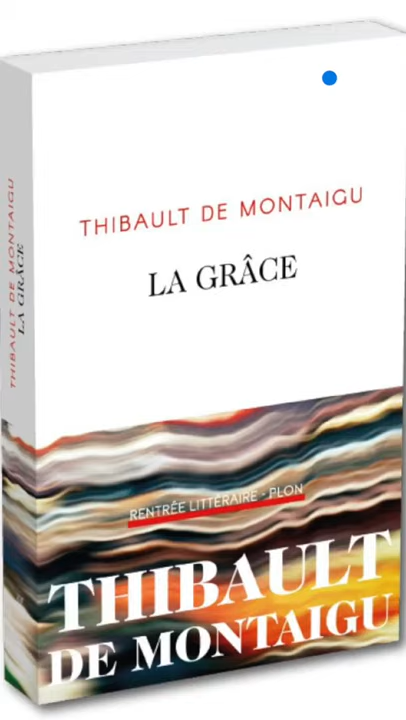 THIBAULT DE MONTAIGU
LA GRÂCE
THIBAULT DE MONTAIGU
LA GRÂCE
RENTRÉE LITTÉRAIRE - PLON
THIBAULT
DE MONTAIGU